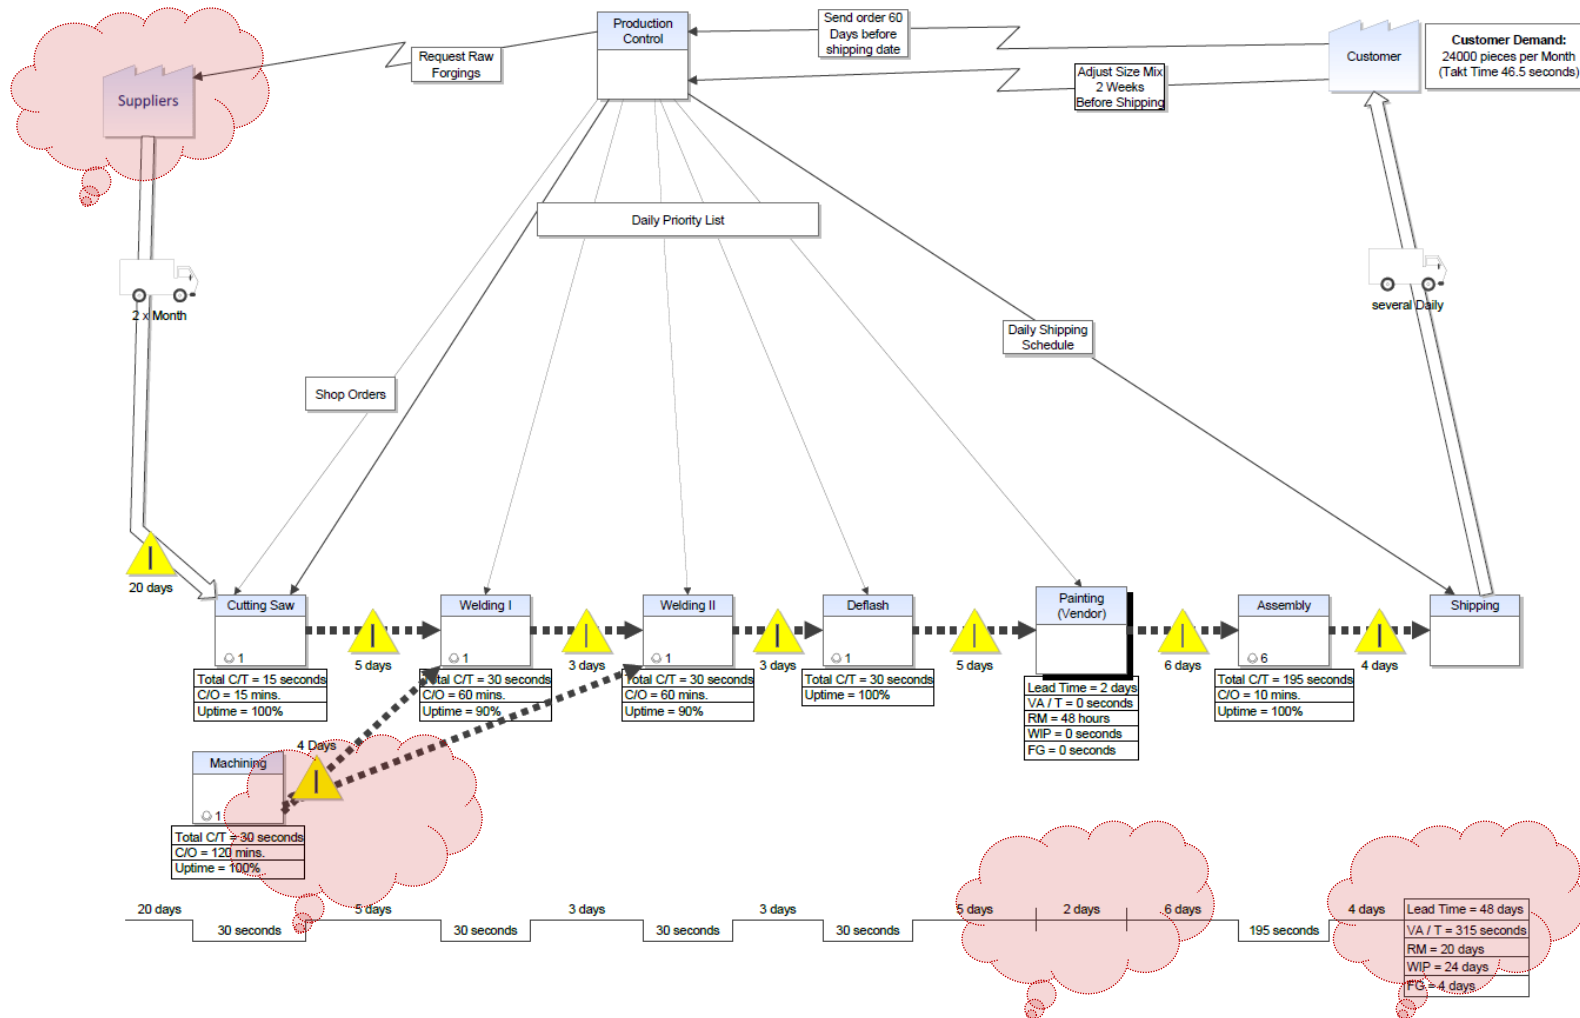 Production
Control
Send order 60
Days before
shipping date
Customer
Customer Demand:
24000 pieces per Month
(Takt Time 46.5 seconds)
Request Raw
Forgings
Adjust Size Mix
2 Weeks
Before Shipping
Suppliers
Daily Priority List
2 x Month
several Daily
Daily Shipping
Schedule
Shop Orders
20 days
Cutting Saw
1
Total C/T = 15 seconds
C/O = 15 mins.
Uptime = 100%
5 days
Welding I
1
Total C/T = 30 seconds
C/O = 60 mins.
Uptime = 90%
3 days
Welding II
1
Total C/T = 30 seconds
C/O = 60 mins.
Uptime = 90%
3 days
Deflash
1
Total C/T = 30 seconds
Uptime = 100%
5 days
Painting
(Vendor)
Lead Time = 2 days
VA / T = 0 seconds
RM = 48 hours
WIP = 0 seconds
FG = 0 seconds
6 days
Assembly
6
Total C/T = 195 seconds
C/O = 10 mins.
Uptime = 100%
4 days
Shipping
4 Days
Machining
1
Total C/T = 30 seconds
C/O = 120 mins.
Uptime = 100%
20 days
30 seconds
5 days
30 seconds
3 days
30 seconds
3 days
30 seconds
5 days
2 days
6 days
195 seconds
4 days
Lead Time = 48 days
VA / T = 315 seconds
RM = 20 days
WIP = 24 days
FG = 4 days